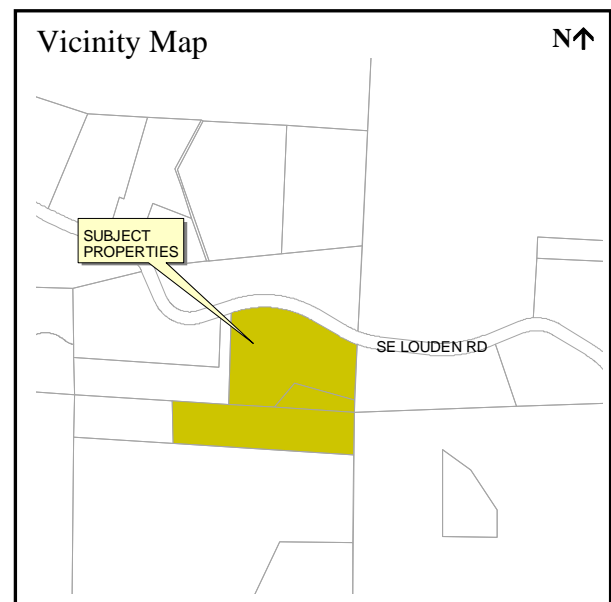 Vicinity Map
N↑
SUBJECT
PROPERTIES
SE LOUDEN RD